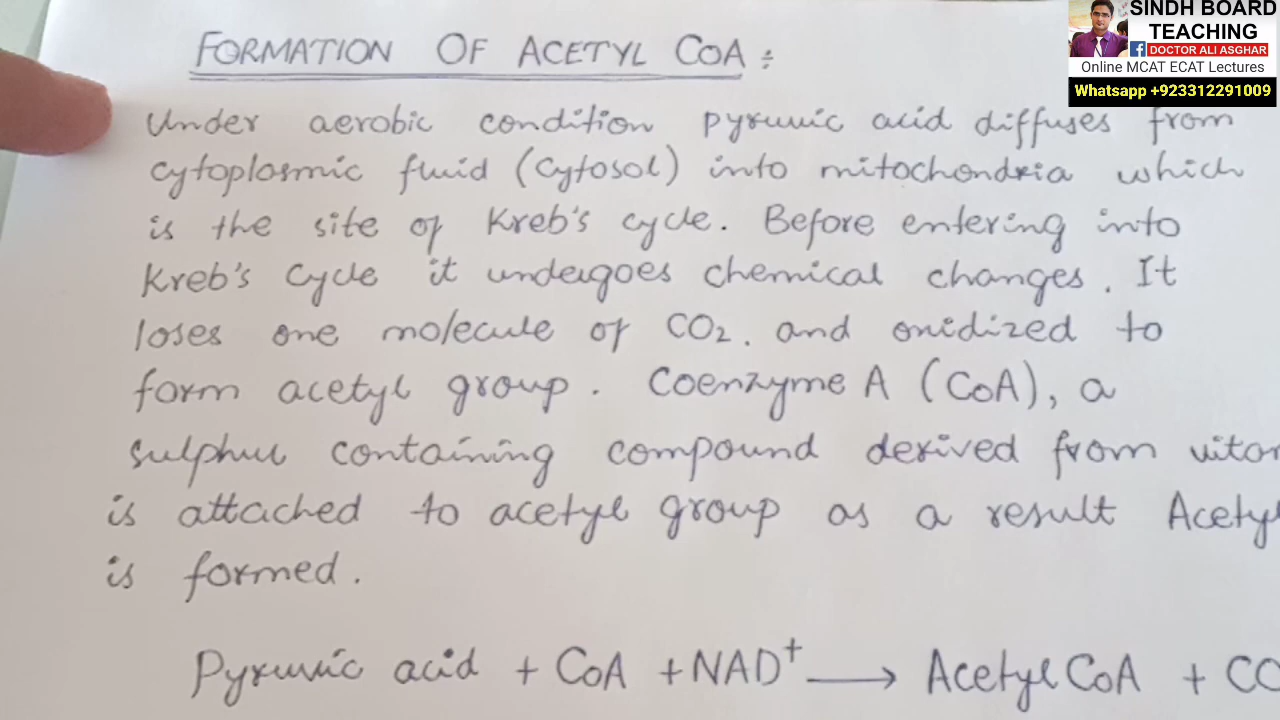 SINDH BOARD
TEACHING
DOCTOR ALI ASGHAR
Online MCAT ECAT Lectures
Whatsapp +923312291009
FORMATION OF ACETYL COA :
Under aerobic condition pyruvic acid diffuses from
cytoplasmic fluid (Cytosol) into mitochondria which
is the site of Kreb's cycle. Before entering into
Kreb's Cycle it undergoes chemical changes. It
loses one molecule of CO2. and oxidized to
form acetyl group. Coenzyme A (CoA), a
sulphur containing compound derived from
is attached to acetyl group as a result Acetyl
is formed.
Pyruvic acid + CoA + NAD+ ⟶ Acetyl CoA +